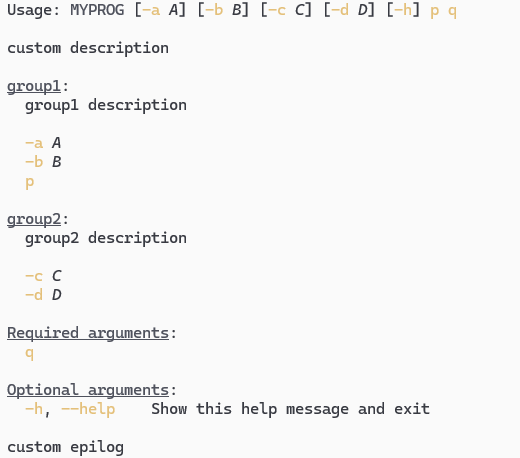 Usage: MYPROG [-a A] [-b B] [-c C] [-d D] [-h] p q
custom description
group1:
group1 description
-a A
-b B
p
group2:
group2 description
-c C
-d D
Required arguments:
q
Optional arguments:
-h, --help    Show this help message and exit
custom epilog